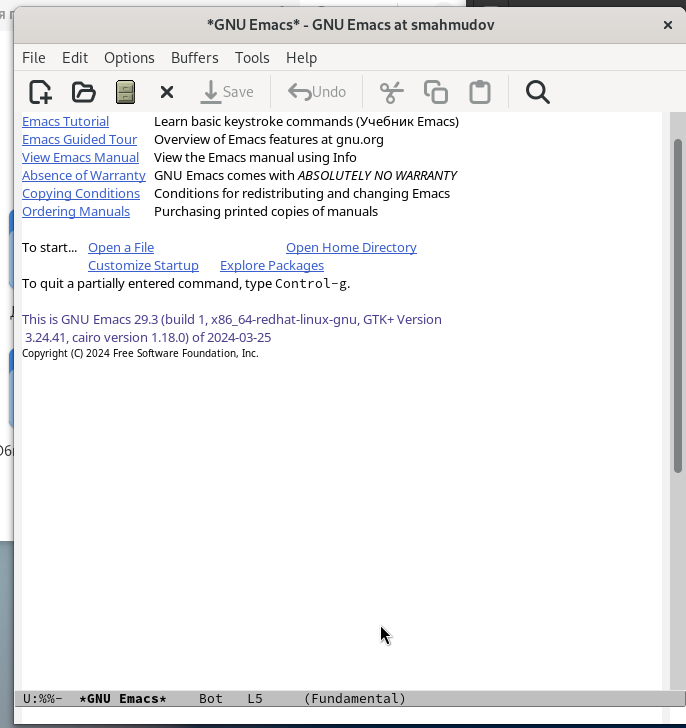 *GNU Emacs* - GNU Emacs at smahmudov
File Edit Options Buffers Tools Help
Save Undo
Emacs Tutorial Learn basic keystroke commands (Учебник Emacs)
Emacs Guided Tour Overview of Emacs features at gnu.org
View Emacs Manual View the Emacs manual using Info
Absence of Warranty GNU Emacs comes with ABSOLUTELY NO WARRANTY
Copying Conditions Conditions for redistributing and changing Emacs
Ordering Manuals Purchasing printed copies of manuals
To start... Open a File Open Home Directory
Customize Startup Explore Packages
To quit a partially entered command, type Control-g.
This is GNU Emacs 29.3 (build 1, x86_64-redhat-linux-gnu, GTK+ Version
3.24.41, cairo version 1.18.0) of 2024-03-25
Copyright (C) 2024 Free Software Foundation, Inc.
U:%%- *GNU Emacs* Bot L5 (Fundamental)